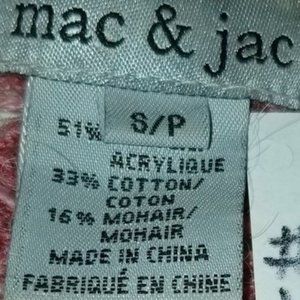 mac & jac
S/P
51%
ACRYLIQUE
33% COTTON/
COTON
16% MOHAIR/
MOHAIR
MADE IN CHINA
FABRIQUÉ EN CHINE
#